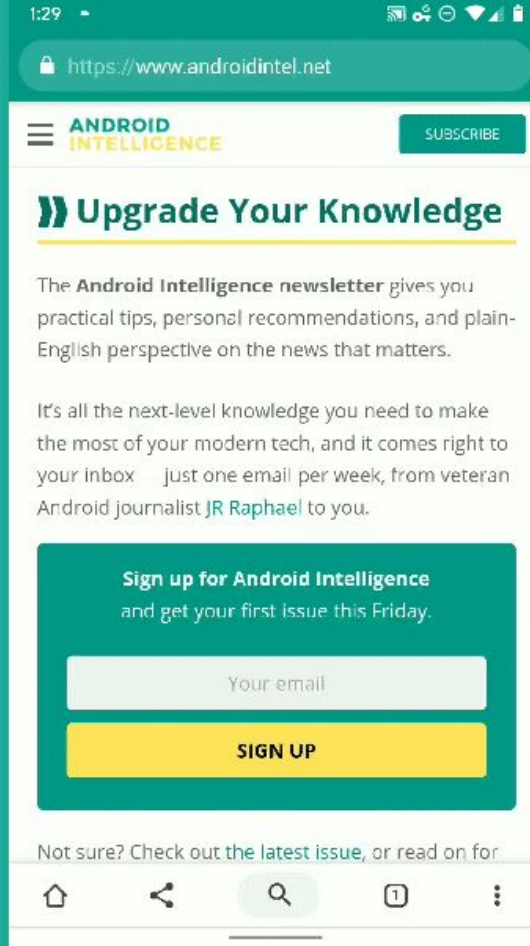 1:29
https://www.androidintel.net
ANDROID
INTELLIGENCE
SUBSCRIBE
Upgrade Your Knowledge
The Android Intelligence newsletter gives you
practical tips, personal recommendations, and plain-
English perspective on the news that matters.
It's all the next-level knowledge you need to make
the most of your modern tech, and it comes right to
your inbox just one email per week, from veteran
Android journalist JR Raphael to you.
Sign up for Android Intelligence
and get your first issue this Friday.
Your email
SIGN UP
Not sure? Check out the latest issue, or read on for
1